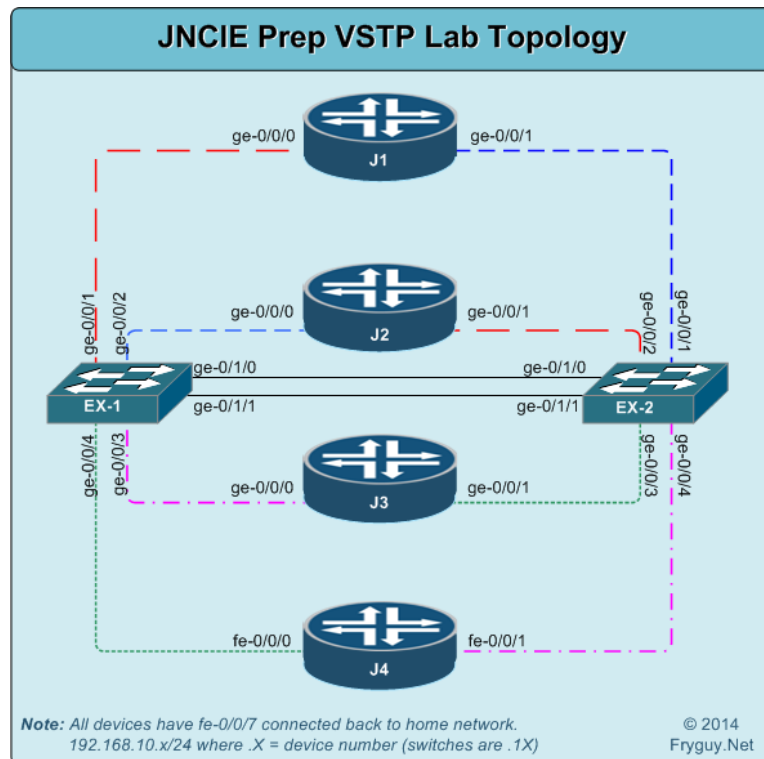 JNCIE Prep VSTP Lab Topology
ge-0/0/0
ge-0/0/1
J1
ge-0/0/1
ge-0/0/2
ge-0/0/0
ge-0/0/1
J2
ge-0/0/2
ge-0/0/1
ge-0/1/0
ge-0/1/0
EX-1
EX-2
ge-0/1/1
ge-0/1/1
ge-0/0/4
ge-0/0/3
ge-0/0/0
ge-0/0/1
J3
ge-0/0/3
ge-0/0/4
fe-0/0/0
fe-0/0/1
J4
Note: All devices have fe-0/0/7 connected back to home network.
192.168.10.x/24 where .X = device number (switches are .1X)
© 2014
Fryguy.Net